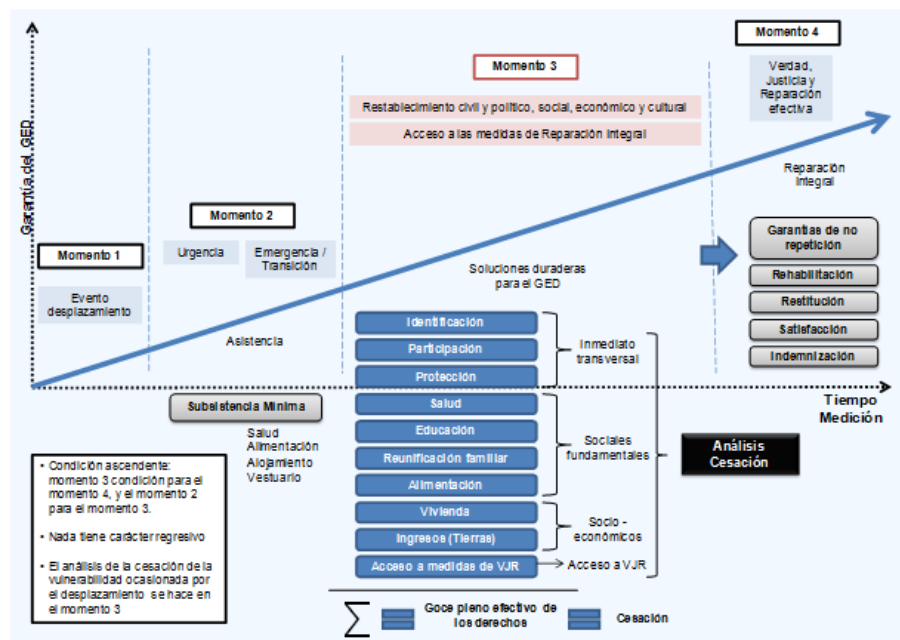 Momento 4
Verdad,
Justicia y
Reparación
efectiva
Momento 3
Restablecimiento civil y político, social, económico y cultural
Acceso a las medidas de Reparación Integral
Garantía del GED
Reparación
Integral
Momento 2
Urgencia
Emergencia /
Transición
Momento 1
Evento
desplazamiento
Garantías de no
repetición
Rehabilitación
Restitución
Satisfacción
Indemnización
Soluciones duraderas
para el GED
Asistencia
Identificación
Participación
Protección
Inmediato
transversal
Tiempo
Medición
Subsistencia Mínima
Salud
Alimentación
Alojamiento
Vestuario
Salud
Educación
Reunificación familiar
Alimentación
Sociales
fundamentales
Análisis
Cesación
Vivienda
Ingresos (Tierras)
Socio -
económicos
Acceso a medidas de VJR
Acceso a VJR
• Condición ascendente:
momento 3 condición para el
momento 4, y el momento 2
para el momento 3.
• Nada tiene carácter regresivo
• El análisis de la cesación de la
vulnerabilidad ocasionada por
el desplazamiento se hace en
el momento 3
∑ = Goce pleno efectivo de
los derechos = Cesación